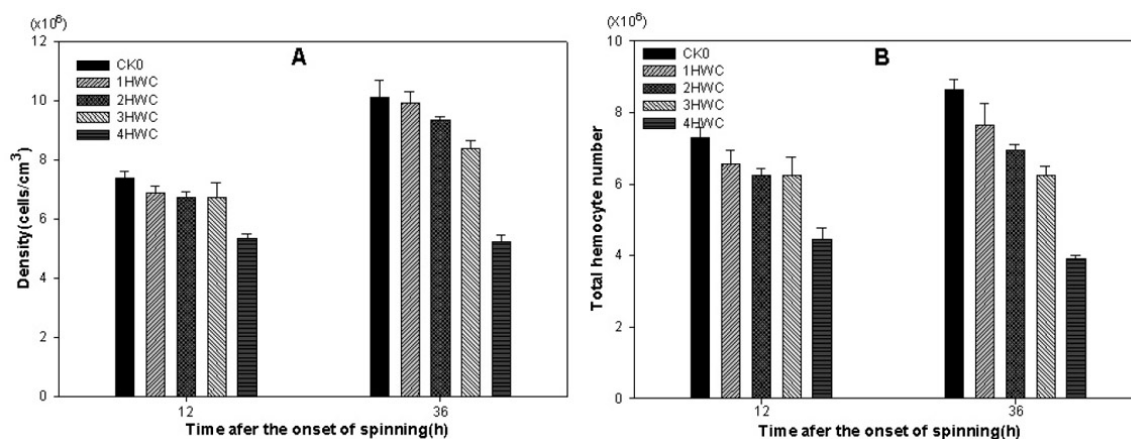 (x10⁶)
A
12
10
8
6
4
2
0
CK0
1HWC
2HWC
3HWC
4HWC
Density(cells/cm³)
12 36
Time afer the onset of spinning(h)
(x10⁶)
B
10
8
6
4
2
0
CK0
1HWC
2HWC
3HWC
4HWC
Total hemocyte number
12 36
Time afer the onset of spinning(h)